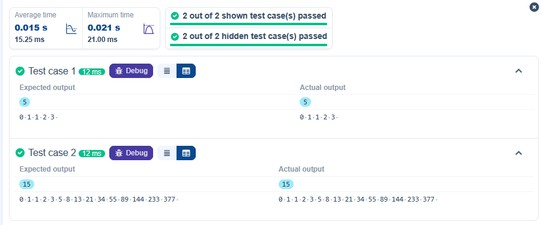 Average time
0.015 s
15.25 ms
Maximum time
0.021 s
21.00 ms
2 out of 2 shown test case(s) passed
2 out of 2 hidden test case(s) passed
Test case 1 12 ms Debug
Expected output Actual output
5 5
0·1·1·2·3· 0·1·1·2·3·
Test case 2 12 ms Debug
Expected output Actual output
15 15
0·1·1·2·3·5·8·13·21·34·55·89·144·233·377· 0·1·1·2·3·5·8·13·21·34·55·89·144·233·377·